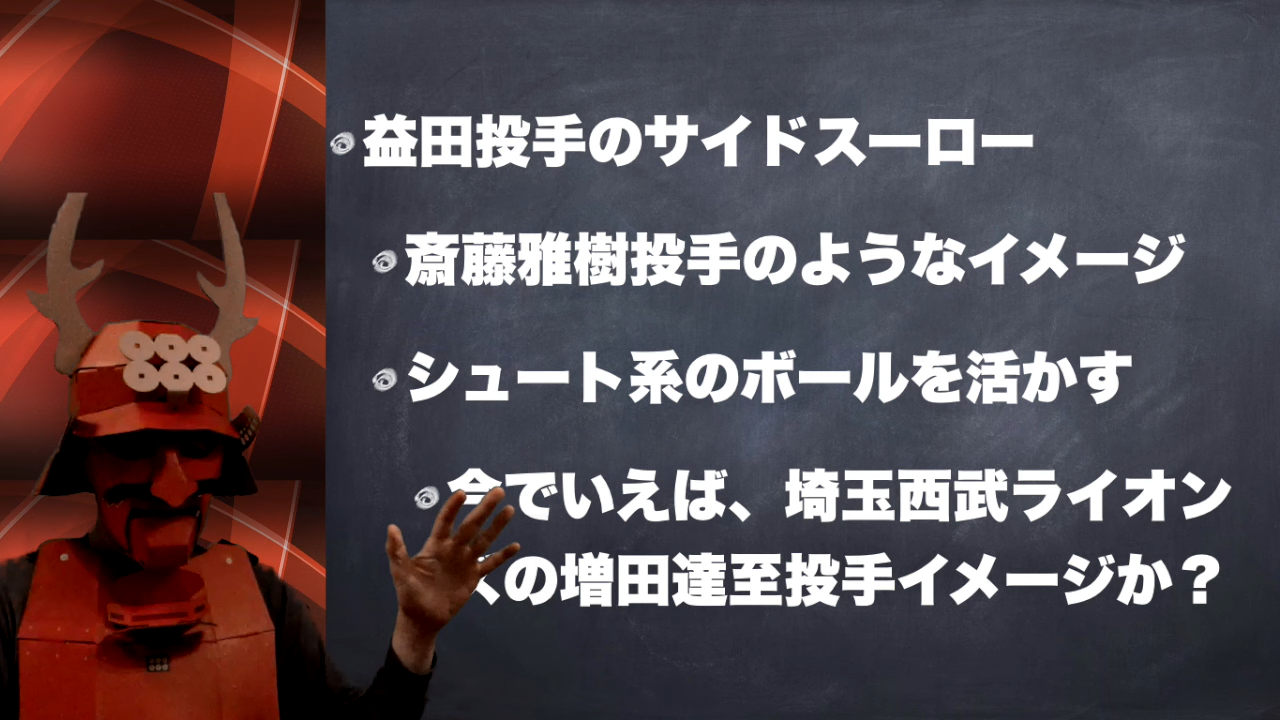 益田投手のサイドスーロー
斎藤雅樹投手のようなイメージ
シュート系のボールを活かす
今でいえば、埼玉西武ライオン
ズの増田達至投手イメージか？